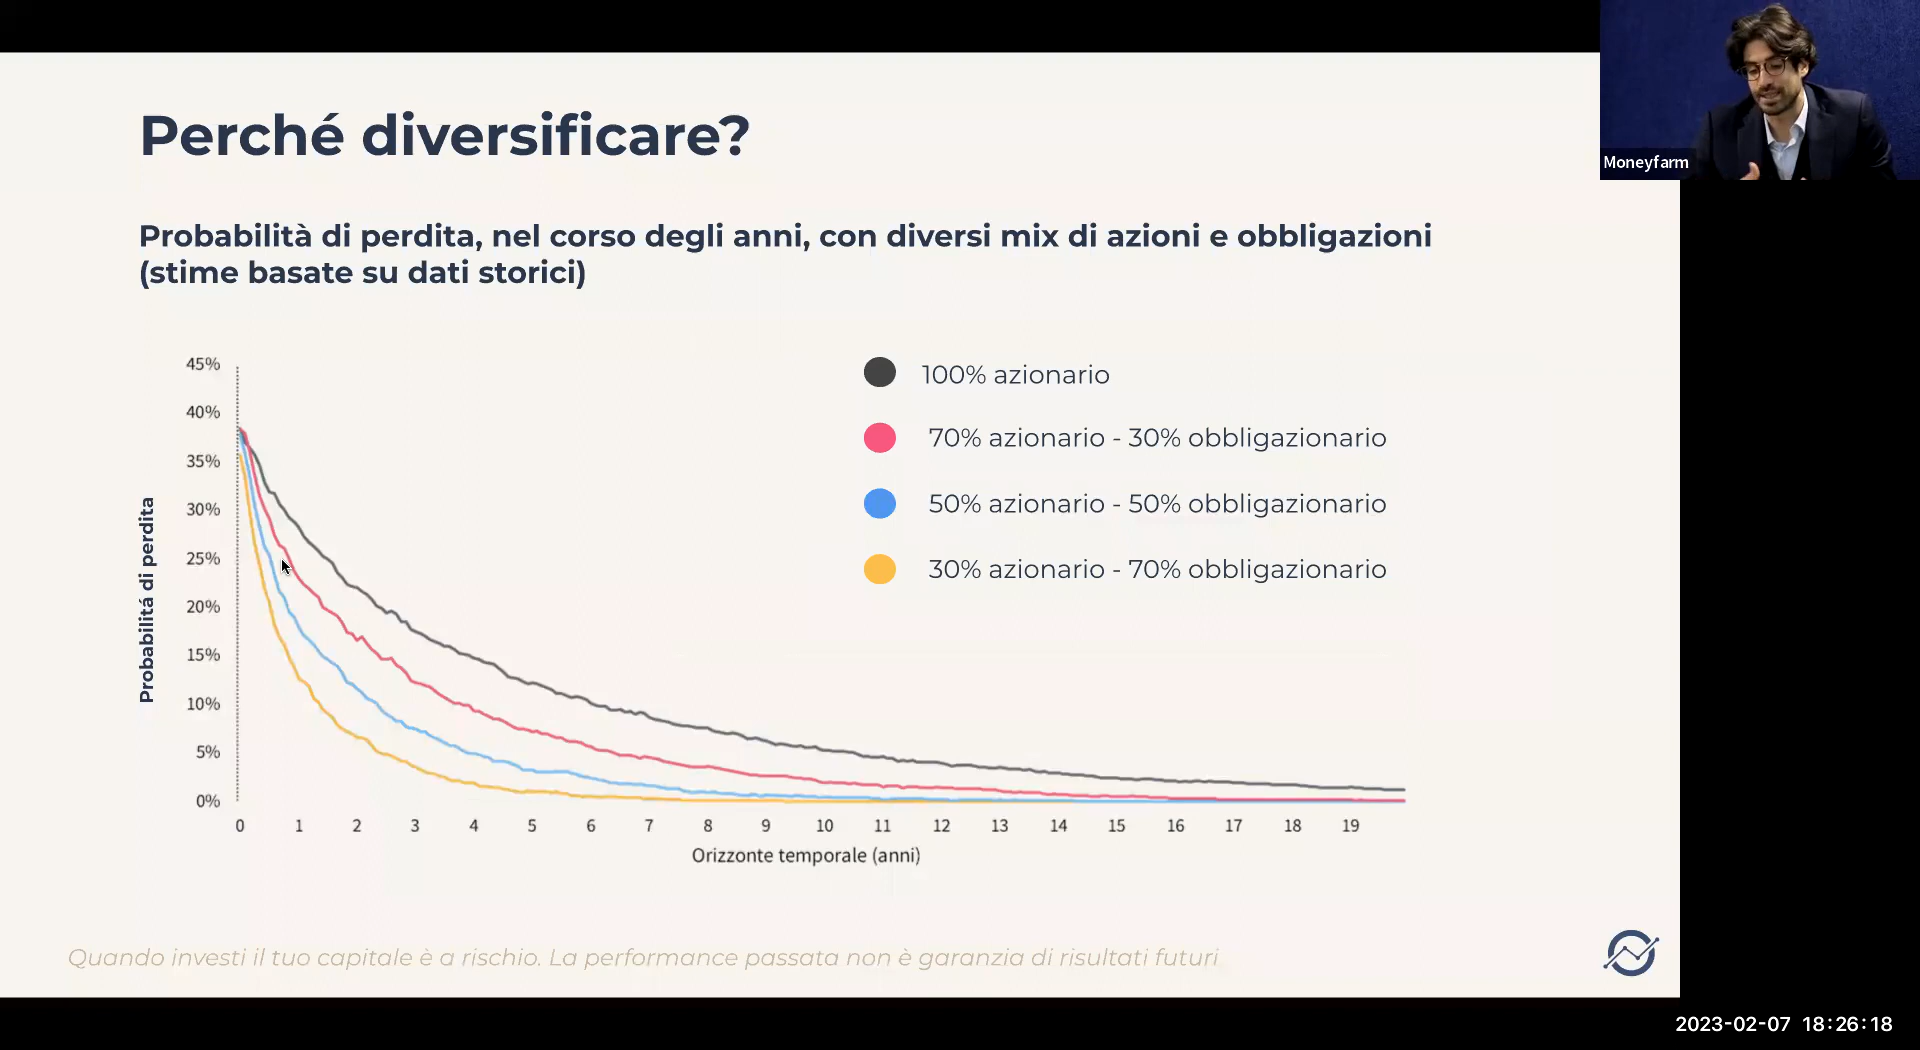 Moneyfarm
Perché diversificare?
Probabilità di perdita, nel corso degli anni, con diversi mix di azioni e obbligazioni
(stime basate su dati storici)
45%
40%
35%
30%
25%
20%
15%
10%
5%
0%
Probabilitá di perdita
100% azionario
70% azionario - 30% obbligazionario
50% azionario - 50% obbligazionario
30% azionario - 70% obbligazionario
0 1 2 3 4 5 6 7 8 9 10 11 12 13 14 15 16 17 18 19
Orizzonte temporale (anni)
Quando investi il tuo capitale è a rischio. La performance passata non è garanzia di risultati futuri
2023-02-07 18:26:18